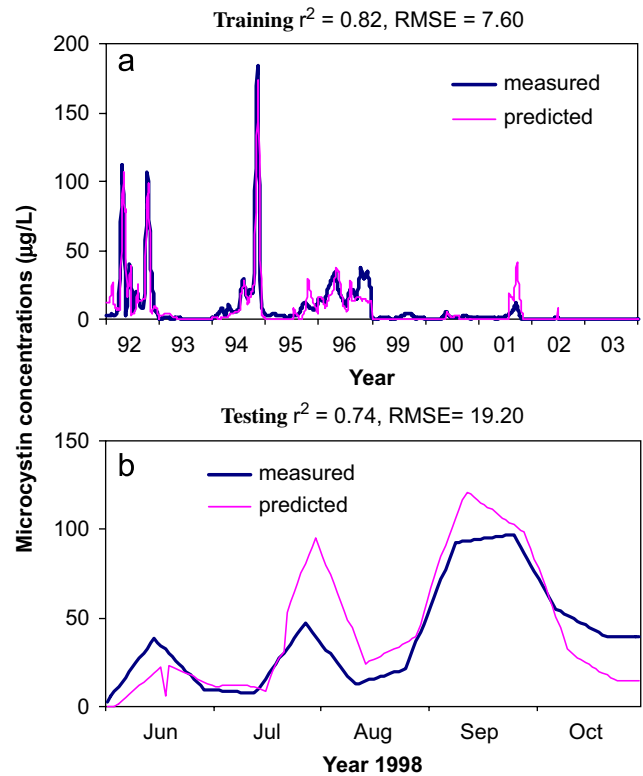 Training r² = 0.82, RMSE = 7.60
a
measured
predicted
200
150
100
50
0
92 93 94 95 96 99 00 01 02 03
Year
Microcystin concentrations (µg/L)
Testing r² = 0.74, RMSE= 19.20
b
measured
predicted
150
100
50
0
Jun Jul Aug Sep Oct
Year 1998